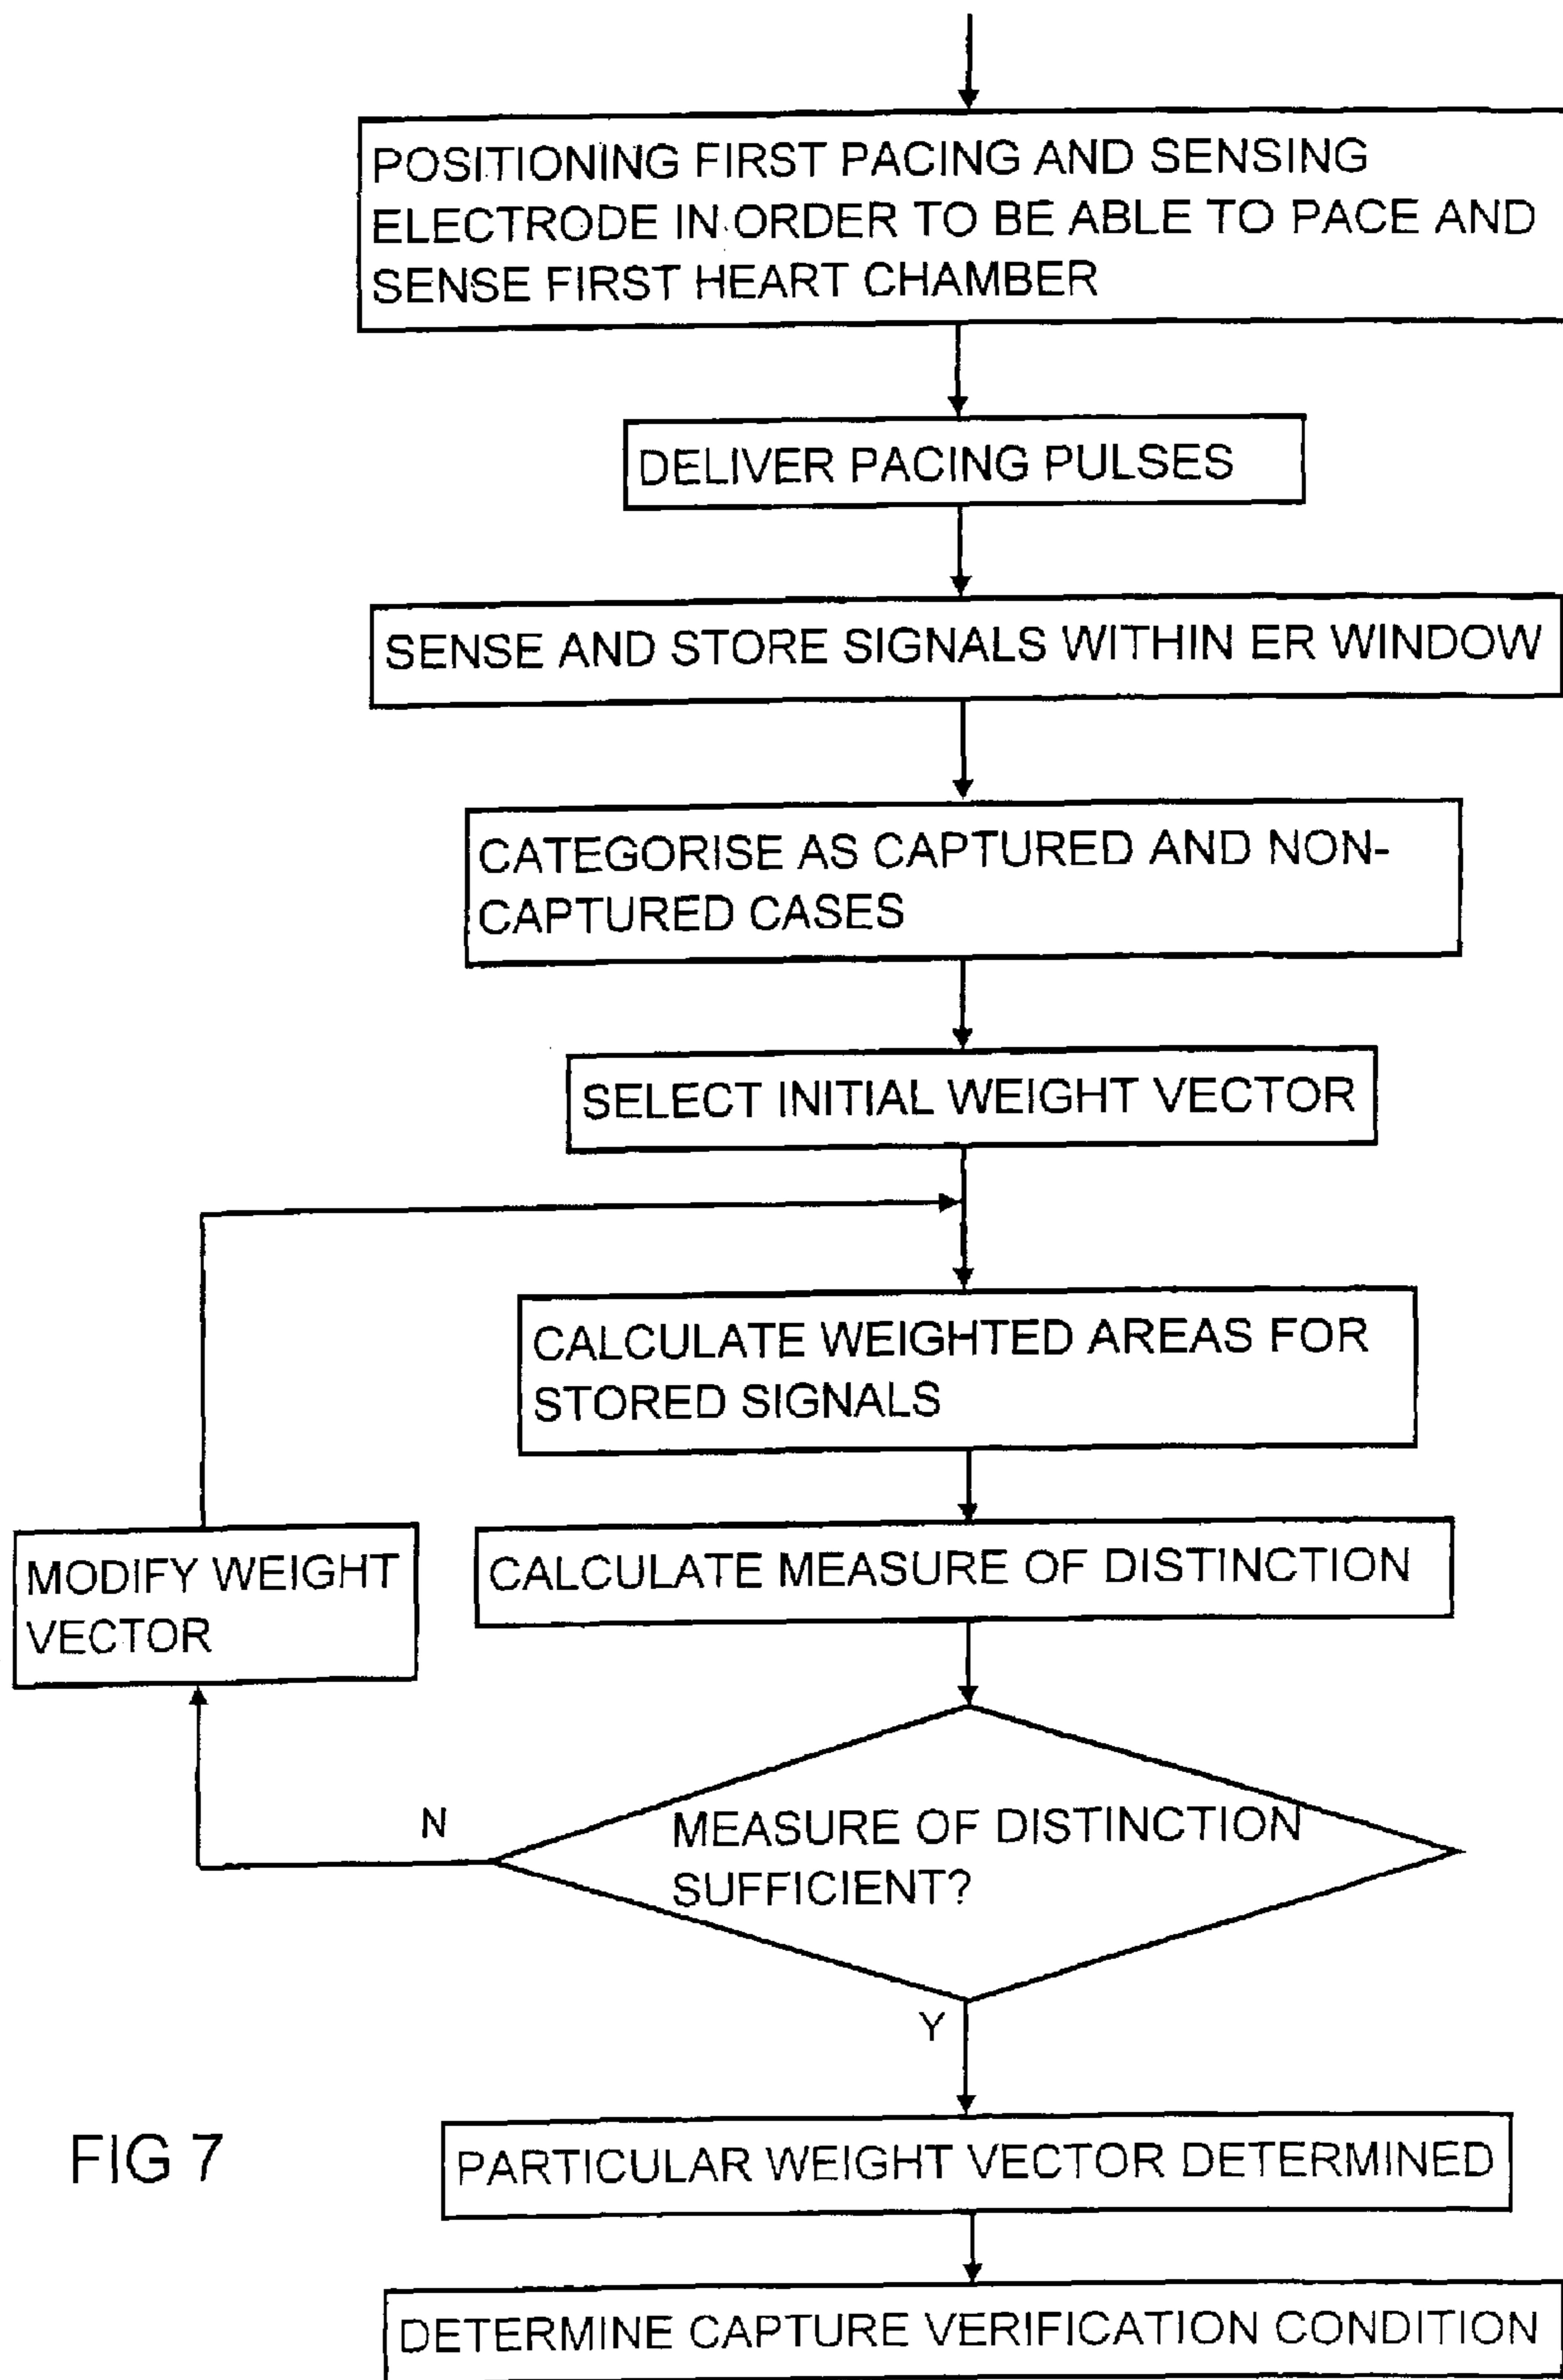 POSITIONING FIRST PACING AND SENSING
ELECTRODE IN ORDER TO BE ABLE TO PACE AND
SENSE FIRST HEART CHAMBER
DELIVER PACING PULSES
SENSE AND STORE SIGNALS WITHIN ER WINDOW
CATEGORISE AS CAPTURED AND NON-
CAPTURED CASES
SELECT INITIAL WEIGHT VECTOR
CALCULATE WEIGHTED AREAS FOR
STORED SIGNALS
MODIFY WEIGHT
VECTOR
CALCULATE MEASURE OF DISTINCTION
N
MEASURE OF DISTINCTION
SUFFICIENT?
Y
FIG 7
PARTICULAR WEIGHT VECTOR DETERMINED
DETERMINE CAPTURE VERIFICATION CONDITION